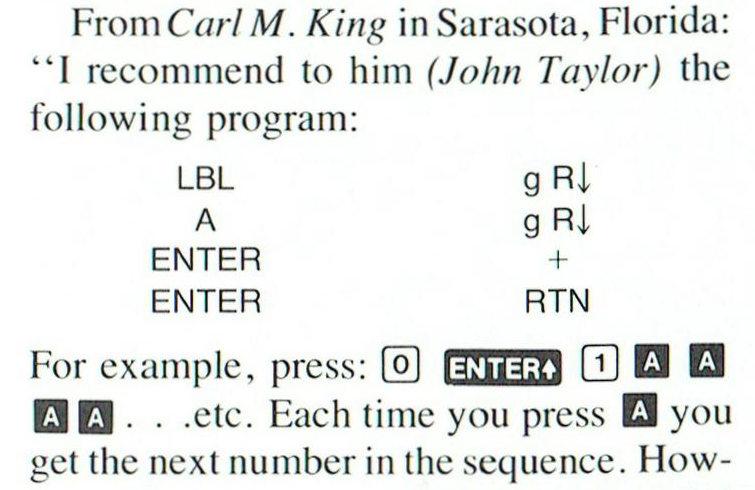 From Carl M. King in Sarasota, Florida:
“I recommend to him (John Taylor) the
following program:
LBL
A
ENTER
ENTER
g R↓
g R↓
+
RTN
For example, press: 0 ENTER↑ 1 A A
A A . . .etc. Each time you press A you
get the next number in the sequence. How-